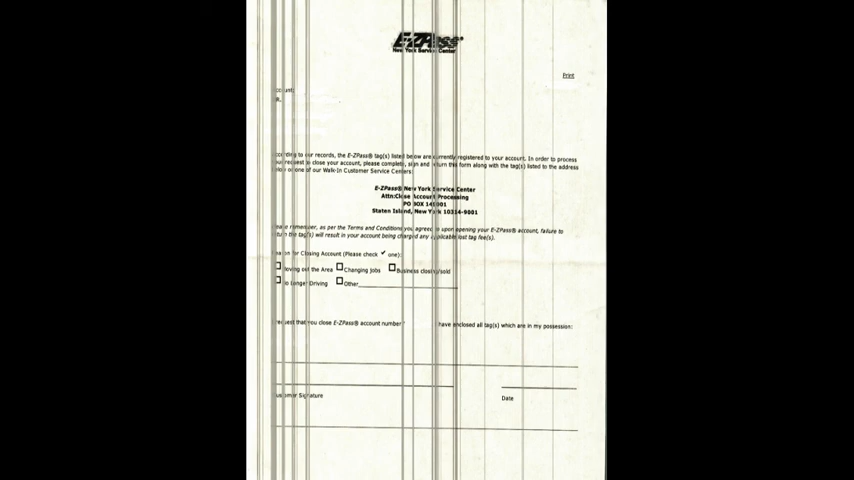 E-ZPass®
New York Service Center
Print
ccount:
R.
ccording to our records, the E-ZPass® tag(s) listed below are currently registered to your account. In order to process
our request to close your account, please complete, sign and return this form along with the tag(s) listed to the address
elow or one of our Walk-In Customer Service Centers:
E-ZPass® New York Service Center
Attn:Close Account Processing
PO BOX
Staten Island, New York 10314-9001
ease remember, as per the Terms and Conditions you agreed to upon opening your E-ZPass® account, failure to
turn the tag(s) will result in your account being charged any applicable lost tag fee(s).
eason for Closing Account (Please check ✔ one):
Moving out the Area Changing jobs Business closing/sold
No Longer Driving Other
request that you close E-ZPass® account number have enclosed all tag(s) which are in my possession:
ustomer Signature Date